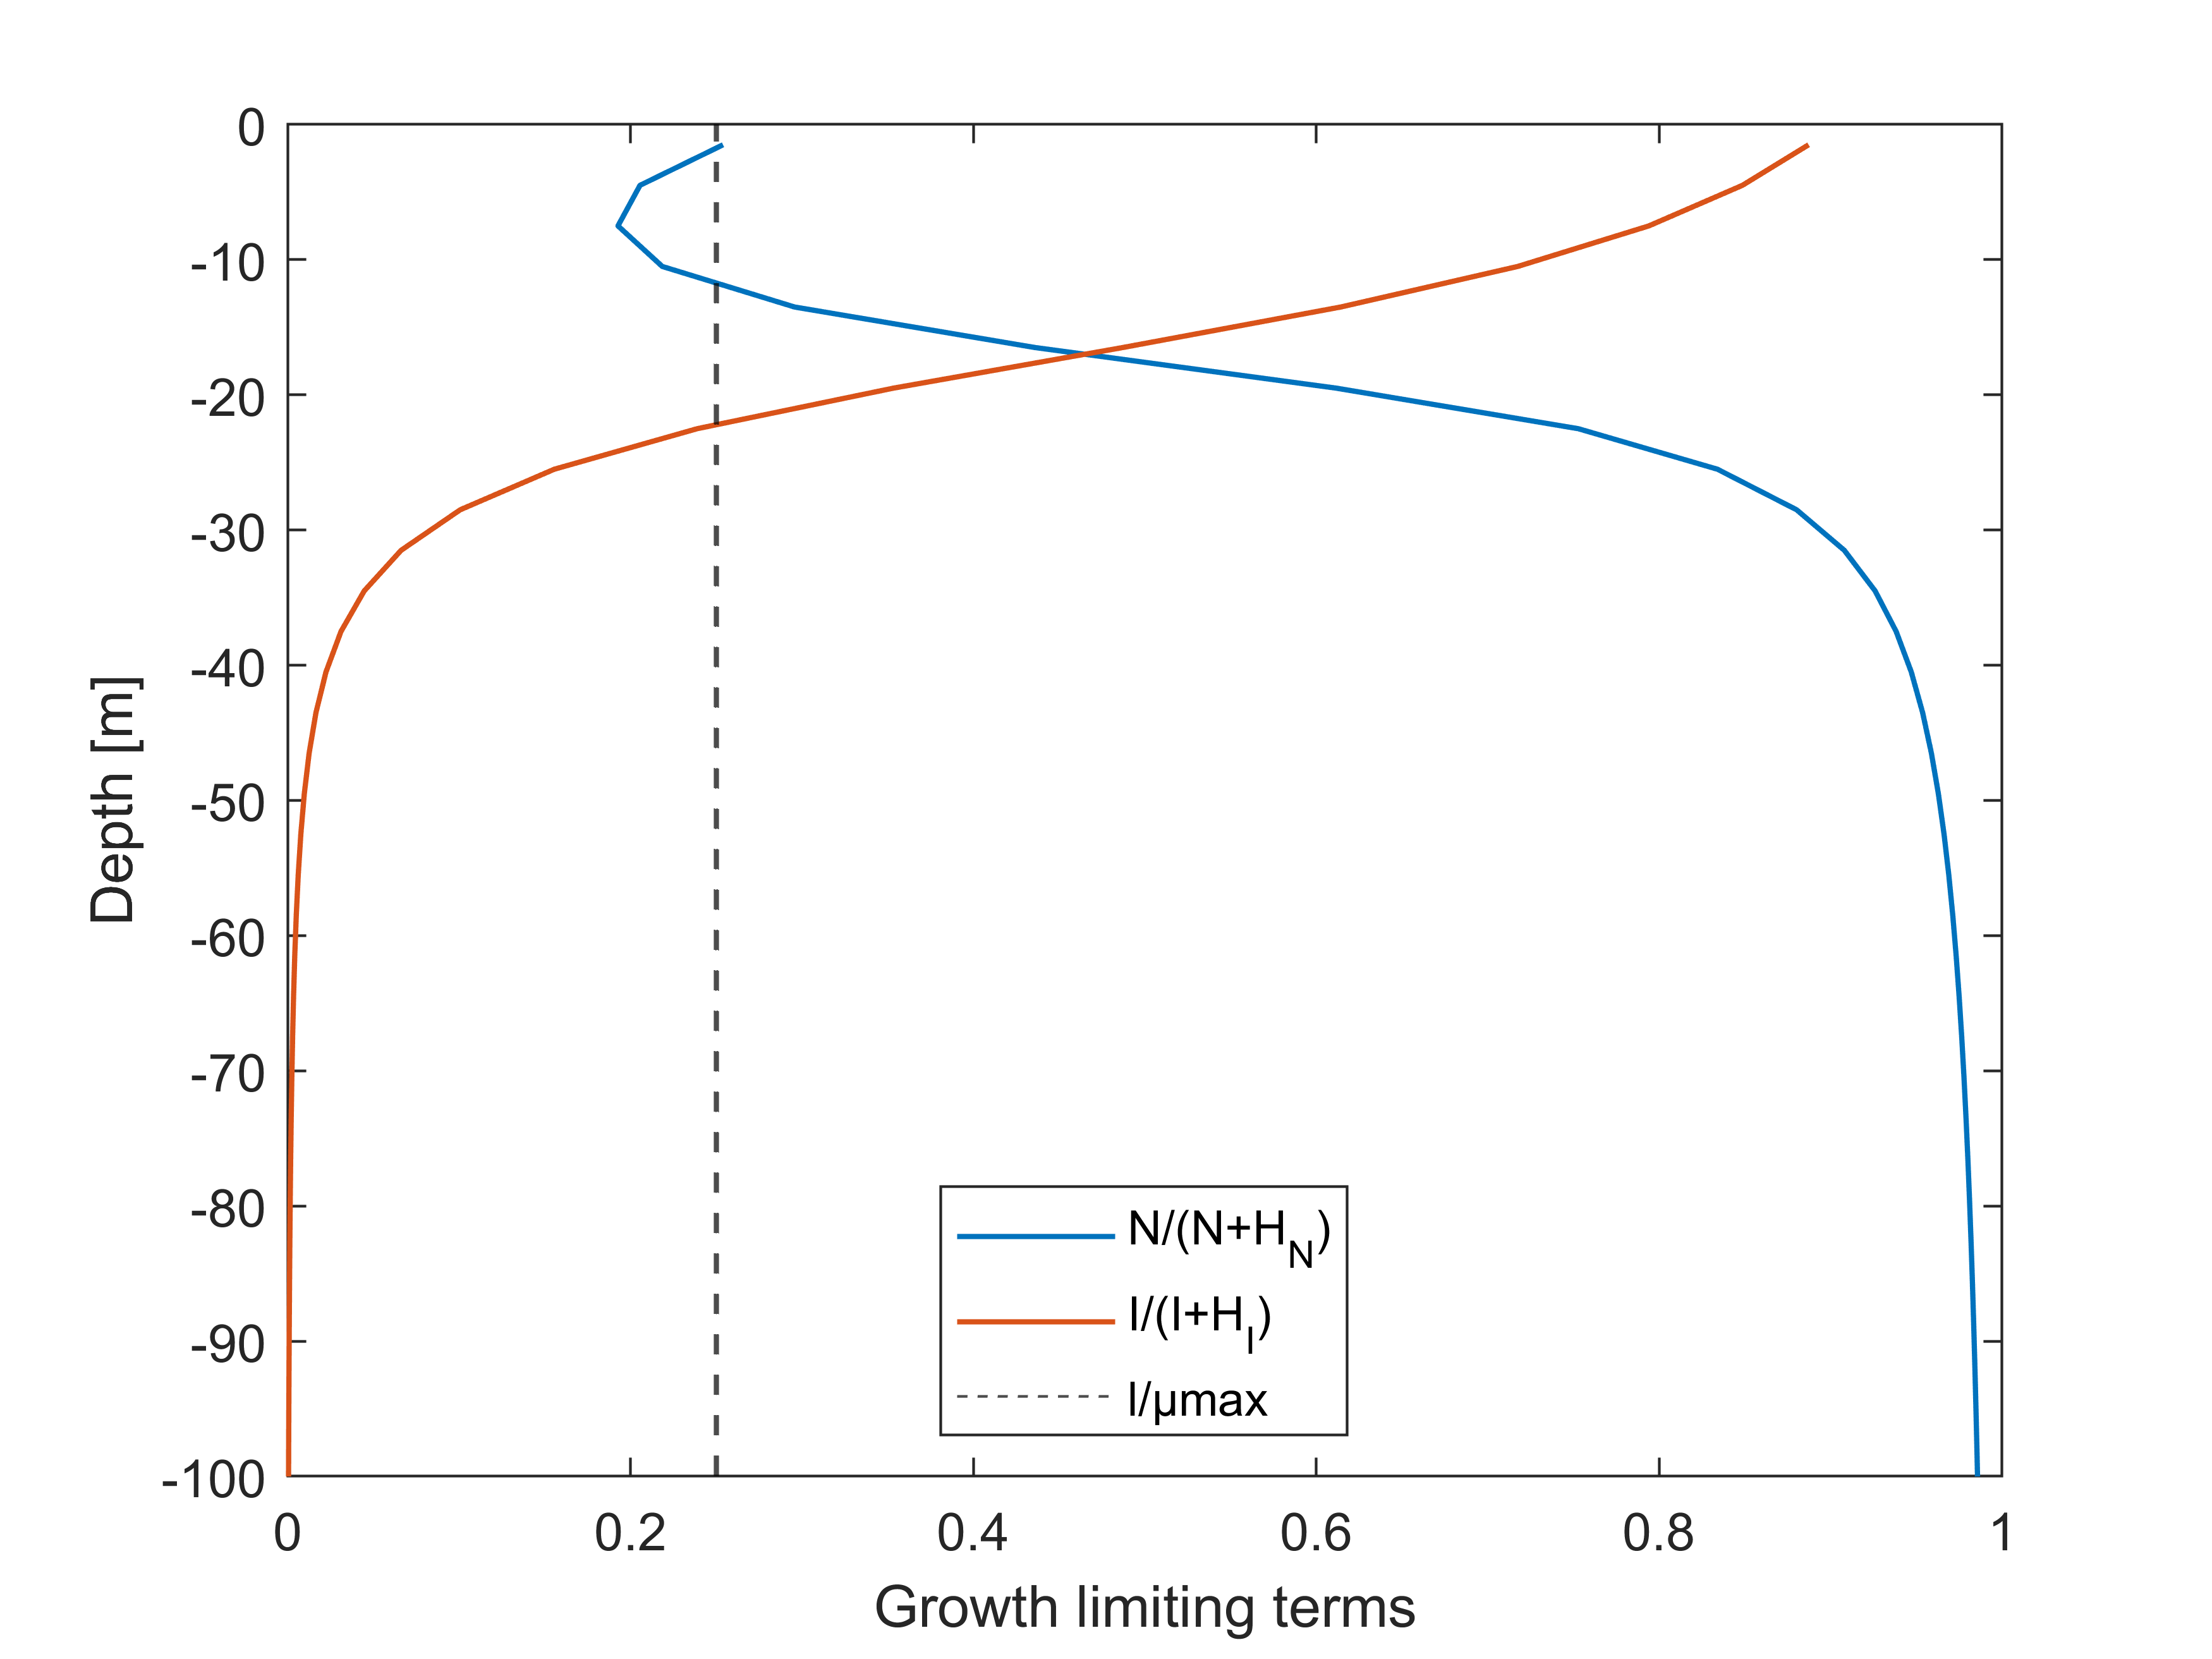 0
-10
-20
-30
-40
-50
-60
-70
-80
-90
-100
Depth [m]
N/(N+H_N)
I/(I+H_I)
l/µmax
0 0.2 0.4 0.6 0.8 1
Growth limiting terms